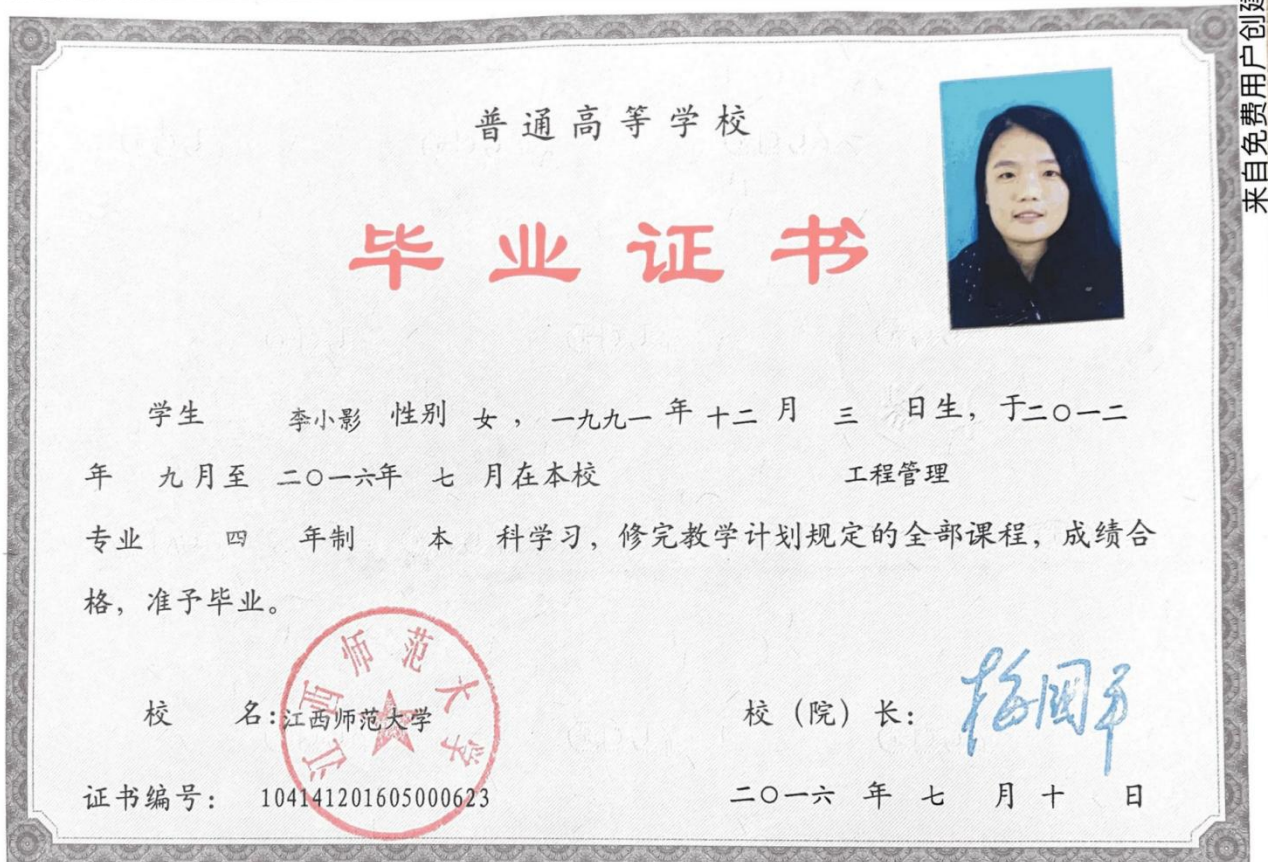 来自免费用户创建
普通高等学校
毕业证书
学生 李小影 性别 女，一九九一年十二月三日生，于二〇一二
年九月至二〇一六年七月在本校 工程管理
专业 四 年制 本 科学习，修完教学计划规定的全部课程，成绩合
格，准予毕业。
江西师范大学
校 名：江西师范大学 校（院）长：梅国平
证书编号： 104141201605000623 二〇一六年七月十日